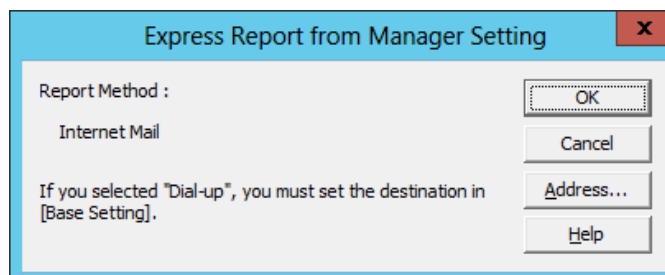 Express Report from Manager Setting
x
Report Method :
Internet Mail
If you selected "Dial-up", you must set the destination in
[Base Setting].
OK
Cancel
Address...
Help